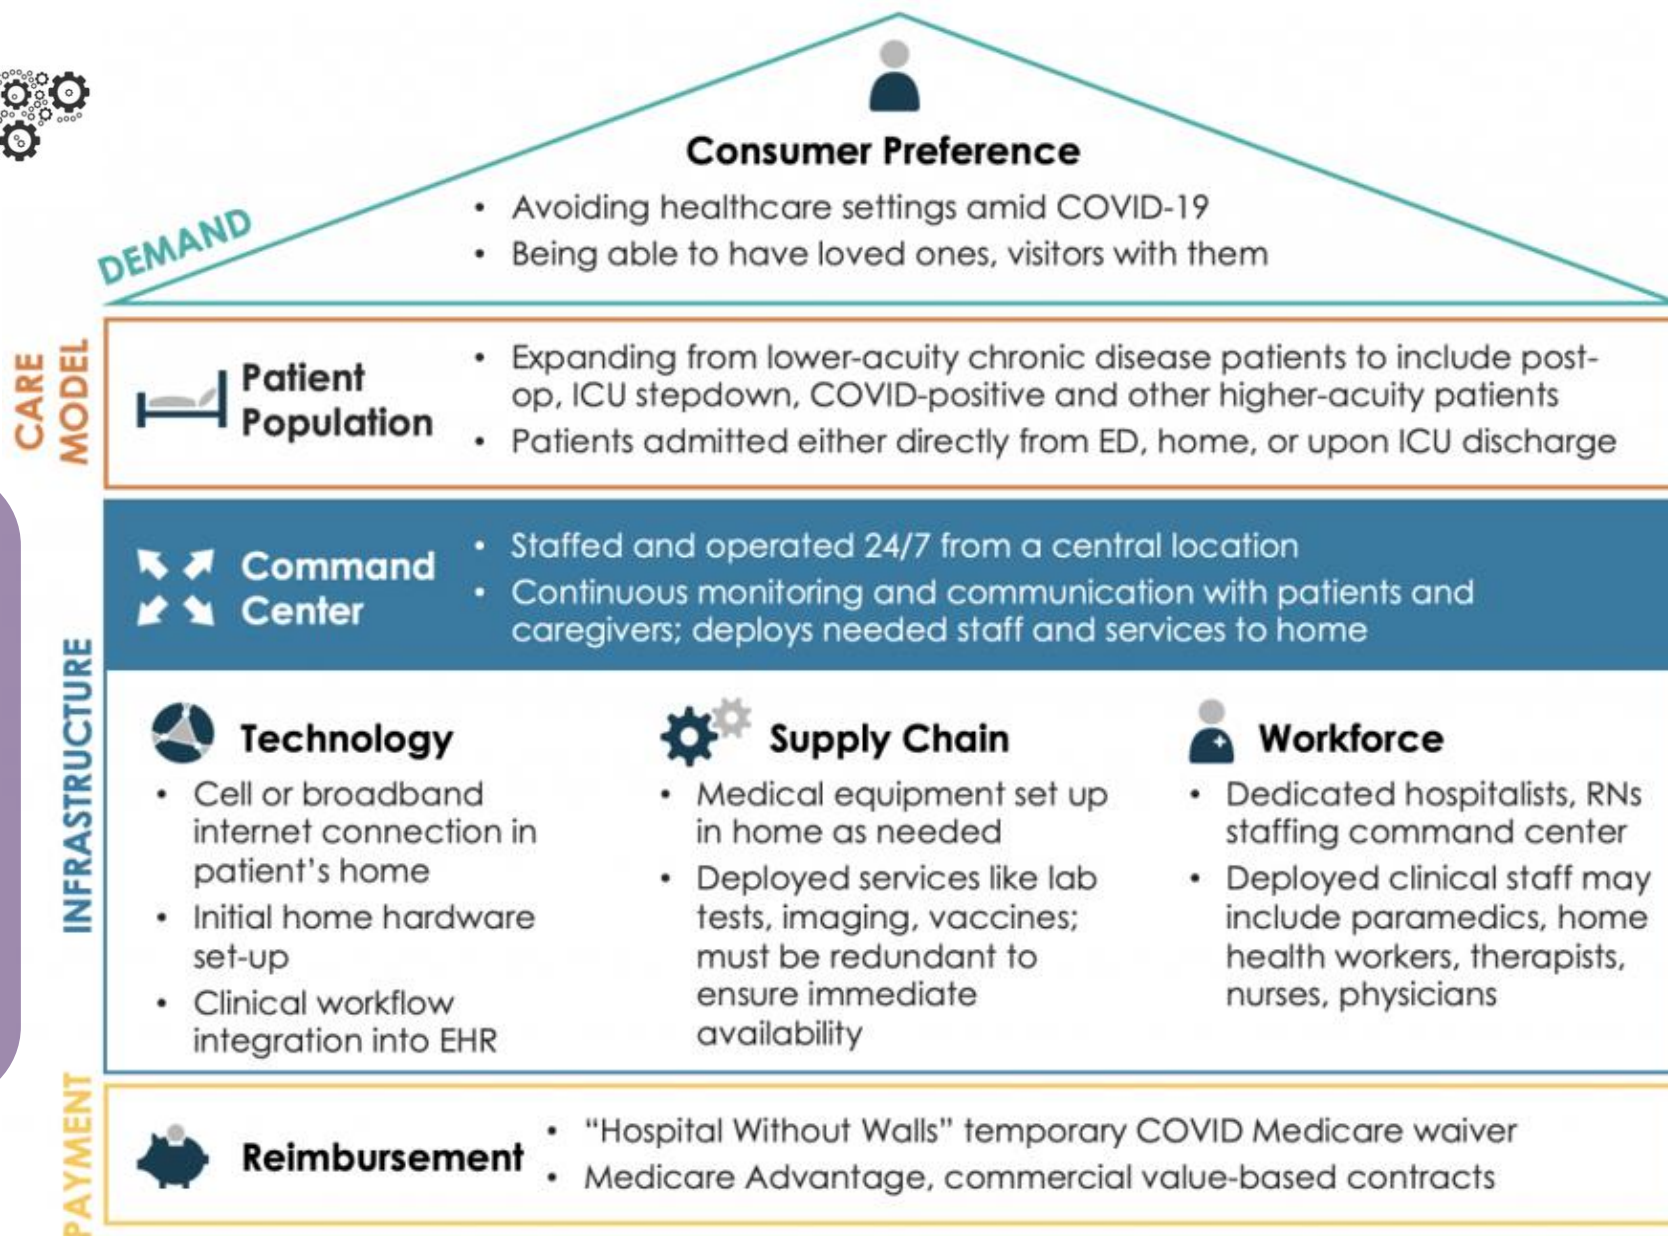 DEMAND
Consumer Preference
• Avoiding healthcare settings amid COVID-19
• Being able to have loved ones, visitors with them
CARE
MODEL
Patient
Population
• Expanding from lower-acuity chronic disease patients to include post-
op, ICU stepdown, COVID-positive and other higher-acuity patients
• Patients admitted either directly from ED, home, or upon ICU discharge
INFRASTRUCTURE
Command
Center
• Staffed and operated 24/7 from a central location
• Continuous monitoring and communication with patients and
caregivers; deploys needed staff and services to home
Technology
• Cell or broadband
internet connection in
patient’s home
• Initial home hardware
set-up
• Clinical workflow
integration into EHR
Supply Chain
• Medical equipment set up
in home as needed
• Deployed services like lab
tests, imaging, vaccines;
must be redundant to
ensure immediate
availability
Workforce
• Dedicated hospitalists, RNs
staffing command center
• Deployed clinical staff may
include paramedics, home
health workers, therapists,
nurses, physicians
PAYMENT
Reimbursement
• “Hospital Without Walls” temporary COVID Medicare waiver
• Medicare Advantage, commercial value-based contracts